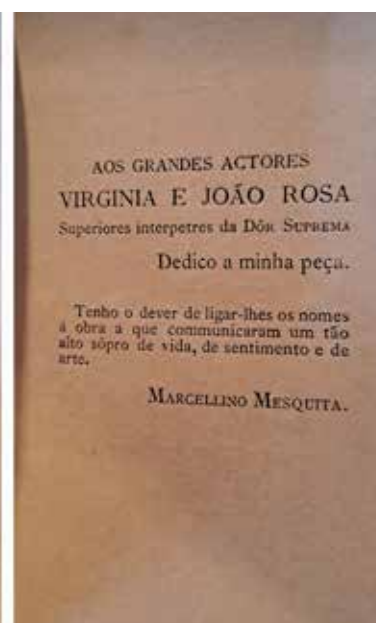 AOS GRANDES ACTORES
VIRGINIA E JOÃO ROSA
Superiores interpetres da DÔR SUPREMA
Dedico a minha peça.
Tenho o dever de ligar-lhes os nomes
á obra a que communicaram um tão
alto sôpro de vida, de sentimento e de
arte.
MARCELLINO MESQUITA.